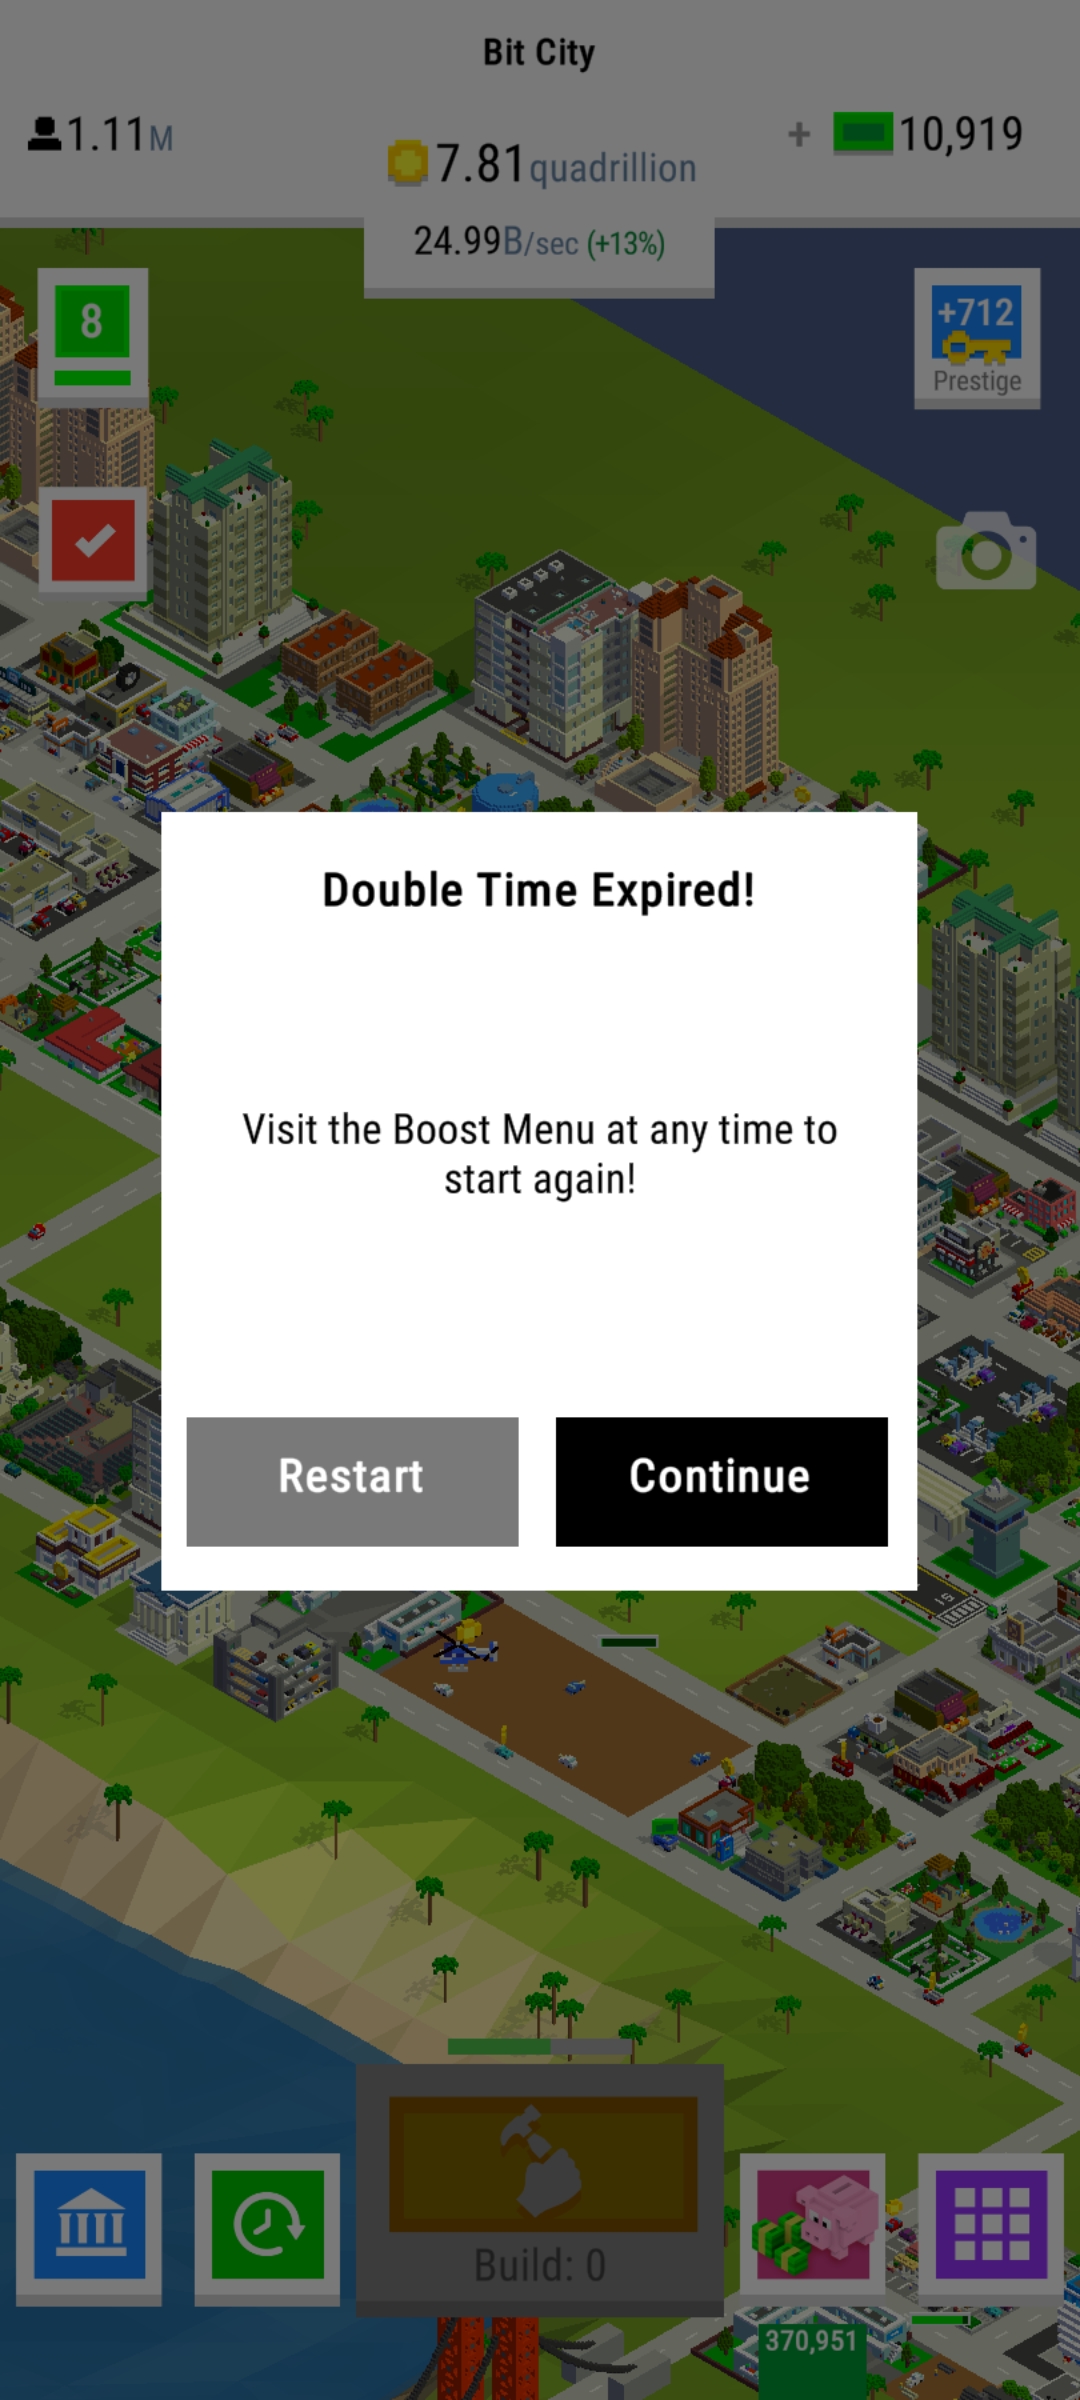 Bit City
1.11M
7.81quadrillion
+ 10,919
24.99B/sec (+13%)
8
+712
Prestige
Double Time Expired!
Visit the Boost Menu at any time to
start again!
Restart
Continue
Build: 0
370,951